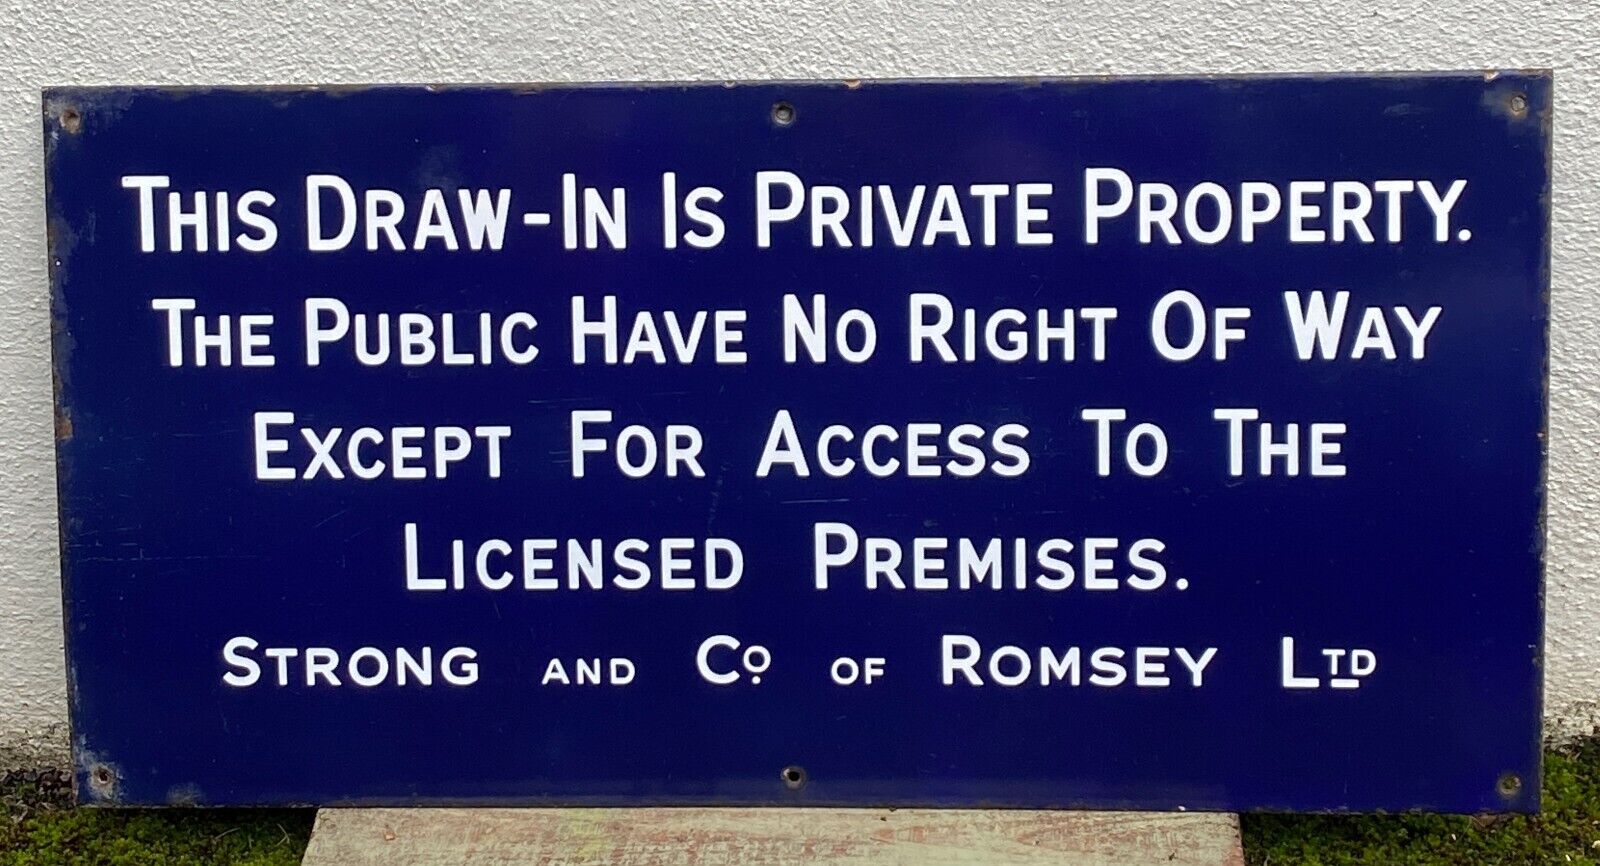 THIS DRAW-IN IS PRIVATE PROPERTY.
THE PUBLIC HAVE NO RIGHT OF WAY
EXCEPT FOR ACCESS TO THE
LICENSED PREMISES.
STRONG AND CO. OF ROMSEY LTD